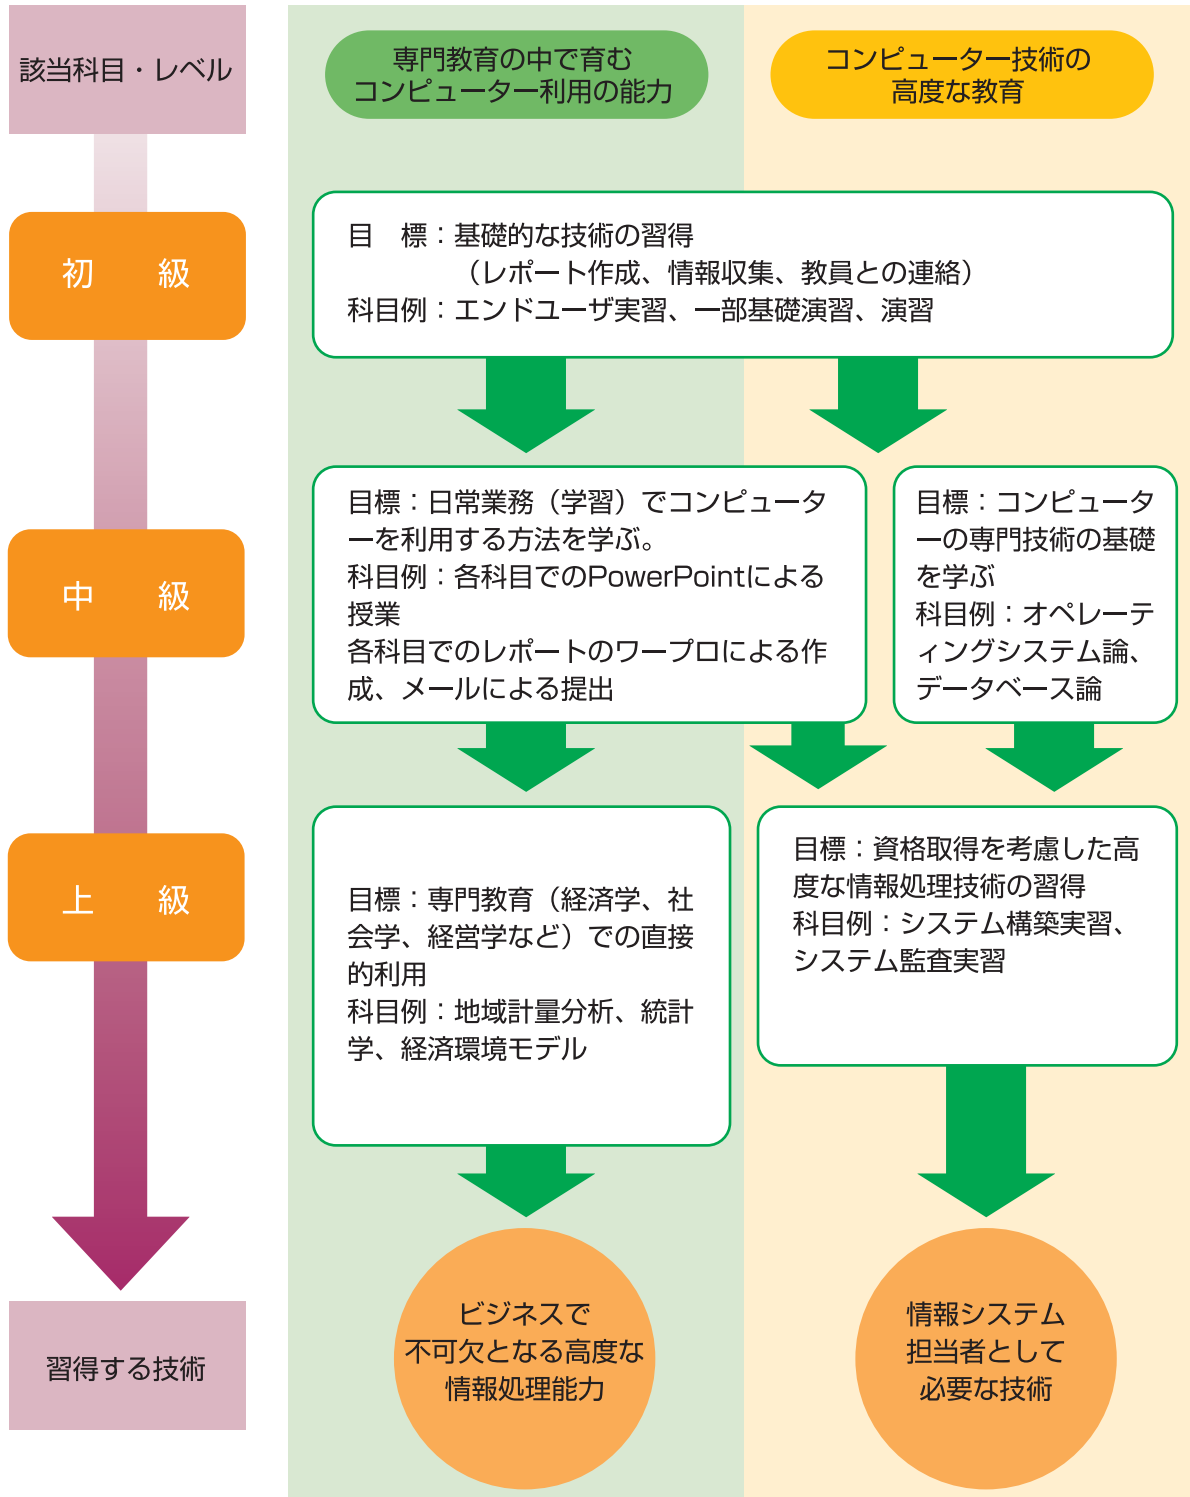 該当科目・レベル
専門教育の中で育む
コンピューター利用の能力
コンピューター技術の
高度な教育
初　級
目　標：基礎的な技術の習得
（レポート作成、情報収集、教員との連絡）
科目例：エンドユーザ実習、一部基礎演習、演習
中　級
目標：日常業務（学習）でコンピュータ
ーを利用する方法を学ぶ。
科目例：各科目でのPowerPointによる
授業
各科目でのレポートのワープロによる作
成、メールによる提出
目標：コンピュータ
ーの専門技術の基礎
を学ぶ
科目例：オペレーテ
ィングシステム論、
データベース論
上　級
目標：専門教育（経済学、社
会学、経営学など）での直接
的利用
科目例：地域計量分析、統計
学、経済環境モデル
目標：資格取得を考慮した高
度な情報処理技術の習得
科目例：システム構築実習、
システム監査実習
習得する技術
ビジネスで
不可欠となる高度な
情報処理能力
情報システム
担当者として
必要な技術